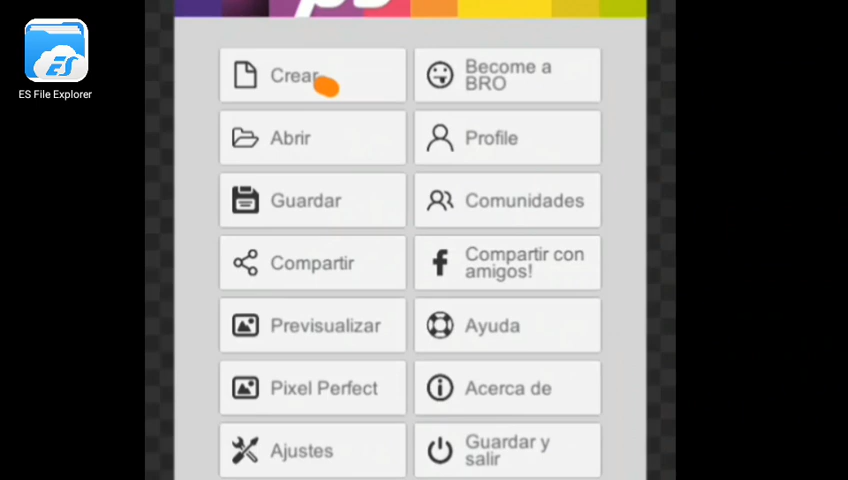 ES
ES File Explorer
Crear
Become a
BRO
Abrir
Profile
Guardar
Comunidades
Compartir
Compartir con
amigos!
Previsualizar
Ayuda
Pixel Perfect
Acerca de
Ajustes
Guardar y
salir